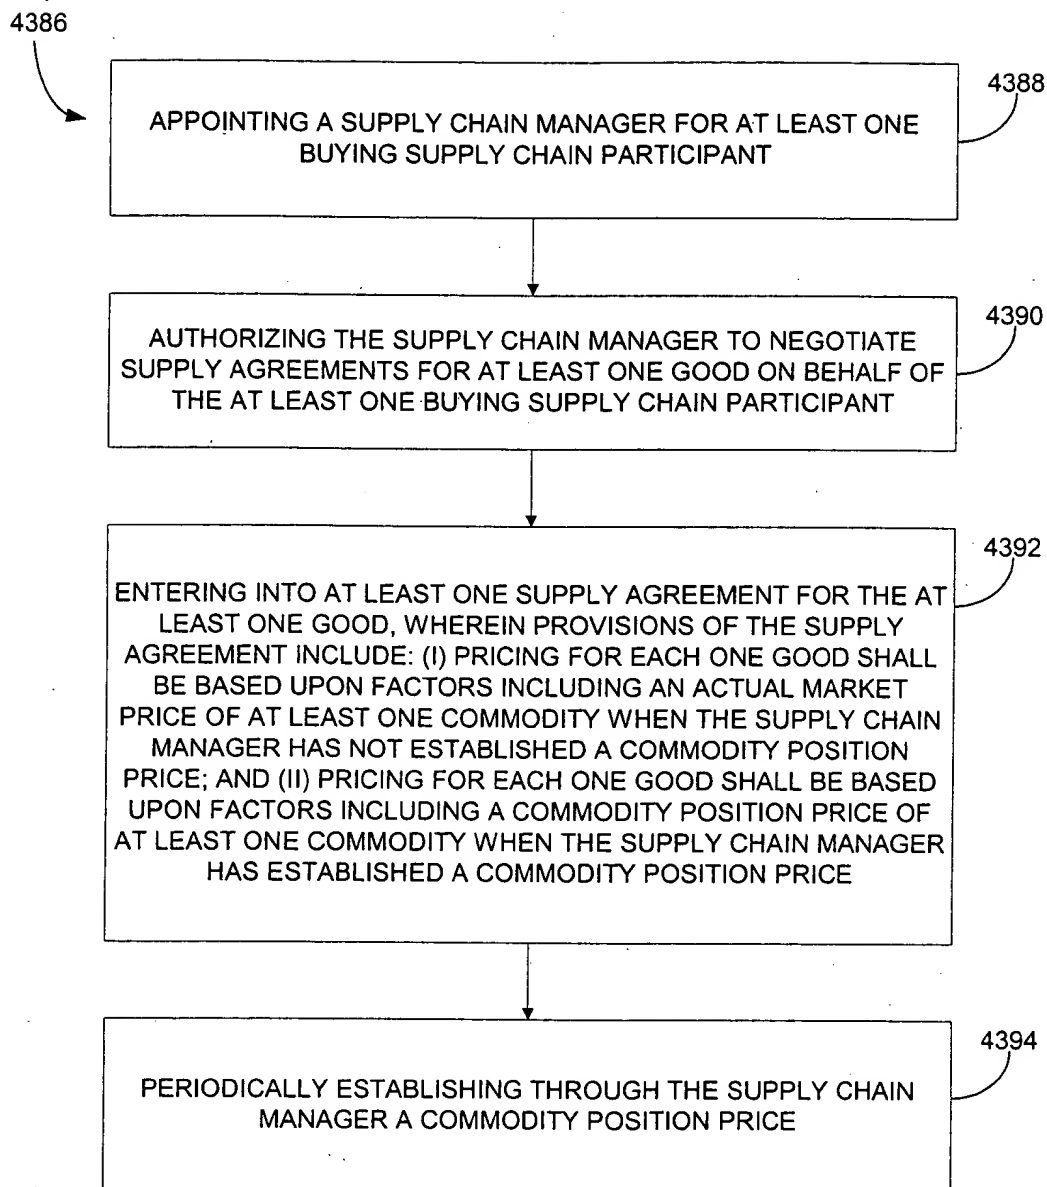 4386
4388
APPOINTING A SUPPLY CHAIN MANAGER FOR AT LEAST ONE
BUYING SUPPLY CHAIN PARTICIPANT
4390
AUTHORIZING THE SUPPLY CHAIN MANAGER TO NEGOTIATE
SUPPLY AGREEMENTS FOR AT LEAST ONE GOOD ON BEHALF OF
THE AT LEAST ONE BUYING SUPPLY CHAIN PARTICIPANT
4392
ENTERING INTO AT LEAST ONE SUPPLY AGREEMENT FOR THE AT
LEAST ONE GOOD, WHEREIN PROVISIONS OF THE SUPPLY
AGREEMENT INCLUDE: (I) PRICING FOR EACH ONE GOOD SHALL
BE BASED UPON FACTORS INCLUDING AN ACTUAL MARKET
PRICE OF AT LEAST ONE COMMODITY WHEN THE SUPPLY CHAIN
MANAGER HAS NOT ESTABLISHED A COMMODITY POSITION
PRICE; AND (II) PRICING FOR EACH ONE GOOD SHALL BE BASED
UPON FACTORS INCLUDING A COMMODITY POSITION PRICE OF
AT LEAST ONE COMMODITY WHEN THE SUPPLY CHAIN MANAGER
HAS ESTABLISHED A COMMODITY POSITION PRICE
4394
PERIODICALLY ESTABLISHING THROUGH THE SUPPLY CHAIN
MANAGER A COMMODITY POSITION PRICE